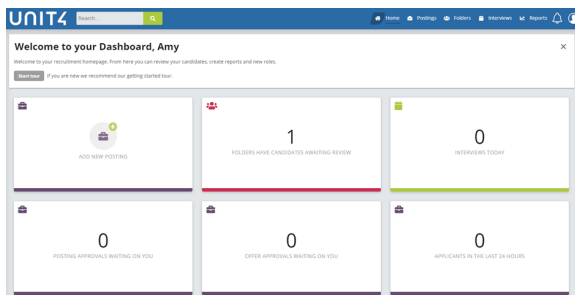 UNIT4 Search... Home Postings Folders Interviews Reports
Welcome to your Dashboard, Amy
Welcome to your recruitment homepage. From here you can review your candidates, create reports and new roles.
Start tour If you are new we recommend our getting started tour.
ADD NEW POSTING
1
FOLDERS HAVE CANDIDATES AWAITING REVIEW
0
INTERVIEWS TODAY
0
POSTING APPROVALS WAITING ON YOU
0
OFFER APPROVALS WAITING ON YOU
0
APPLICANTS IN THE LAST 24 HOURS